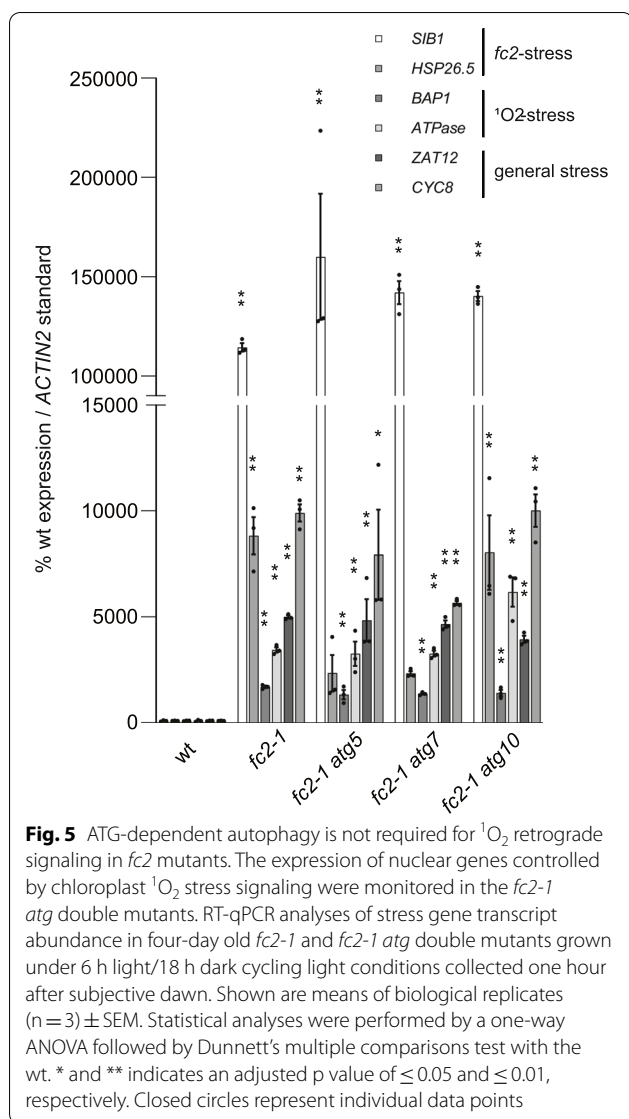 SIB1
HSP26.5
fc2-stress
BAP1
ATPase
¹O2-stress
ZAT12
CYC8
general stress
% wt expression / ACTIN2 standard
250000
200000
150000
100000
15000
10000
5000
0
**
**
**
**
**
**
**
**
**
**
**
**
**
*
**
**
**
**
**
**
**
**
**
wt
fc2-1
fc2-1 atg5
fc2-1 atg7
fc2-1 atg10
Fig. 5 ATG-dependent autophagy is not required for ¹O₂ retrograde
signaling in fc2 mutants. The expression of nuclear genes controlled
by chloroplast ¹O₂ stress signaling were monitored in the fc2-1
atg double mutants. RT-qPCR analyses of stress gene transcript
abundance in four-day old fc2-1 and fc2-1 atg double mutants grown
under 6 h light/18 h dark cycling light conditions collected one hour
after subjective dawn. Shown are means of biological replicates
(n = 3) ± SEM. Statistical analyses were performed by a one-way
ANOVA followed by Dunnett's multiple comparisons test with the
wt. * and ** indicates an adjusted p value of ≤ 0.05 and ≤ 0.01,
respectively. Closed circles represent individual data points